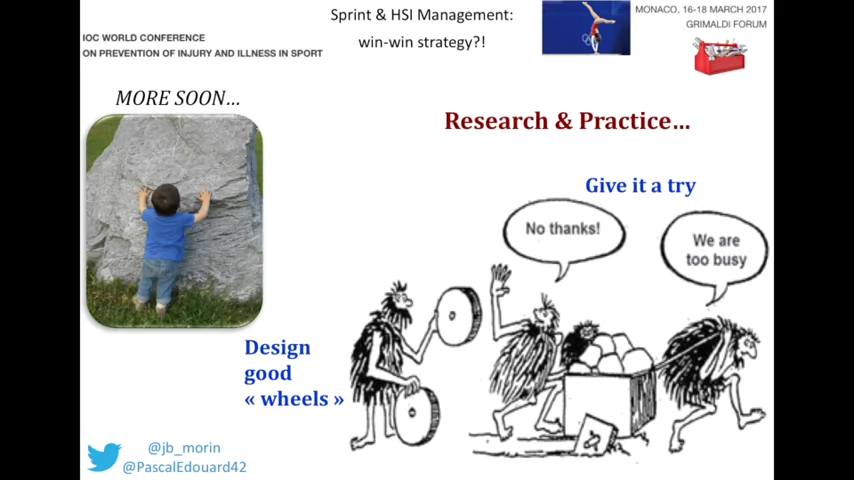 Sprint & HSI Management:
win-win strategy?!
IOC WORLD CONFERENCE
ON PREVENTION OF INJURY AND ILLNESS IN SPORT
MONACO, 16-18 MARCH 2017
GRIMALDI FORUM
MORE SOON...
Research & Practice...
Give it a try
No thanks!
We are
too busy
Design
good
« wheels »
@jb_morin
@PascalEdouard42